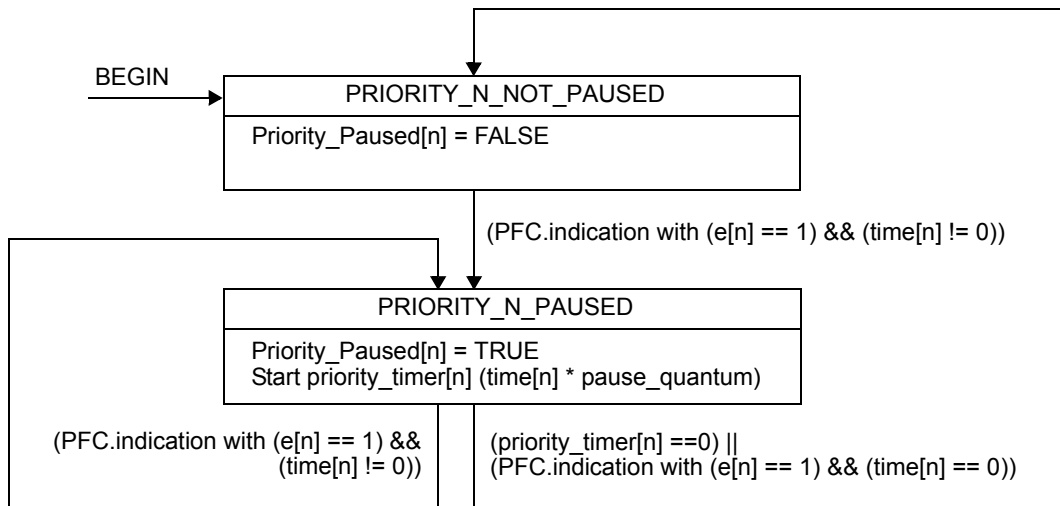 BEGIN
PRIORITY_N_NOT_PAUSED
Priority_Paused[n] = FALSE
(PFC.indication with (e[n] == 1) && (time[n] != 0))
PRIORITY_N_PAUSED
Priority_Paused[n] = TRUE
Start priority_timer[n] (time[n] * pause_quantum)
(PFC.indication with (e[n] == 1) &&
(time[n] != 0))
(priority_timer[n] ==0) ||
(PFC.indication with (e[n] == 1) && (time[n] == 0))